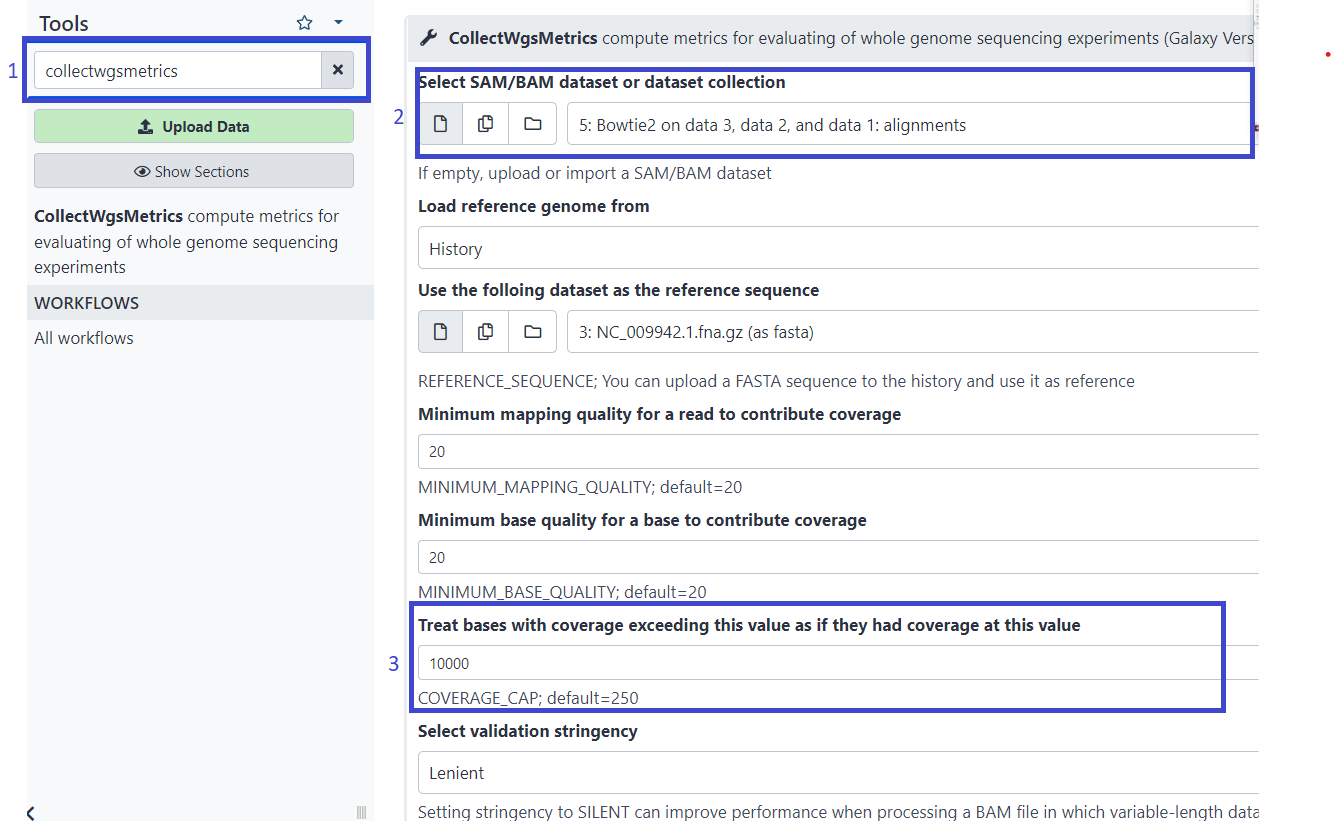 Tools
1
collectwgsmetrics
Upload Data
Show Sections
CollectWgsMetrics compute metrics for
evaluating of whole genome sequencing
experiments
WORKFLOWS
All workflows
CollectWgsMetrics compute metrics for evaluating of whole genome sequencing experiments (Galaxy Vers
Select SAM/BAM dataset or dataset collection
2
5: Bowtie2 on data 3, data 2, and data 1: alignments
If empty, upload or import a SAM/BAM dataset
Load reference genome from
History
Use the folloing dataset as the reference sequence
3: NC_009942.1.fna.gz (as fasta)
REFERENCE_SEQUENCE; You can upload a FASTA sequence to the history and use it as reference
Minimum mapping quality for a read to contribute coverage
20
MINIMUM_MAPPING_QUALITY; default=20
Minimum base quality for a base to contribute coverage
20
MINIMUM_BASE_QUALITY; default=20
Treat bases with coverage exceeding this value as if they had coverage at this value
3
10000
COVERAGE_CAP; default=250
Select validation stringency
Lenient
Setting stringency to SILENT can improve performance when processing a BAM file in which variable-length data